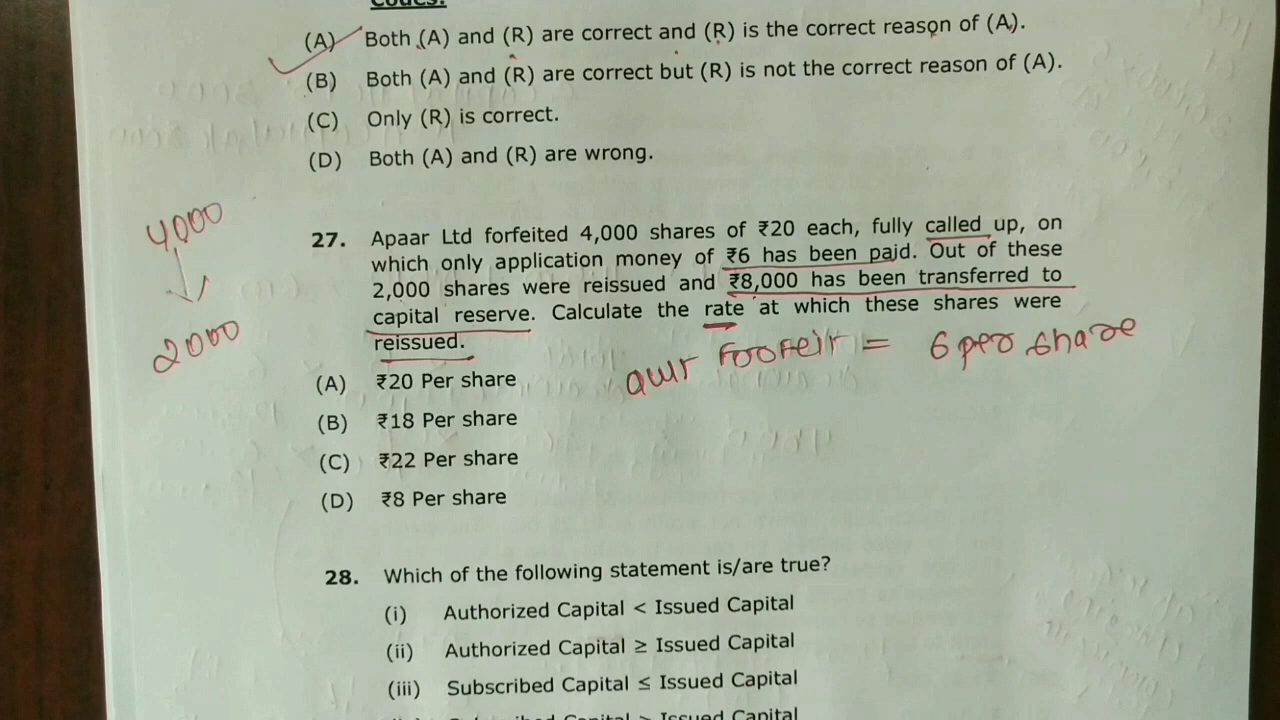 Codes:
(A) Both (A) and (R) are correct and (R) is the correct reason of (A).
(B) Both (A) and (R) are correct but (R) is not the correct reason of (A).
(C) Only (R) is correct.
(D) Both (A) and (R) are wrong.
4000
2000
27. Apaar Ltd forfeited 4,000 shares of ₹20 each, fully called up, on
which only application money of ₹6 has been paid. Out of these
2,000 shares were reissued and ₹8,000 has been transferred to
capital reserve. Calculate the rate at which these shares were
reissued.
= 6 per share
(A) ₹20 Per share
(B) ₹18 Per share
(C) ₹22 Per share
(D) ₹8 Per share
28. Which of the following statement is/are true?
(i) Authorized Capital < Issued Capital
(ii) Authorized Capital ≥ Issued Capital
(iii) Subscribed Capital ≤ Issued Capital
Subscribed Capital > Issued Capital